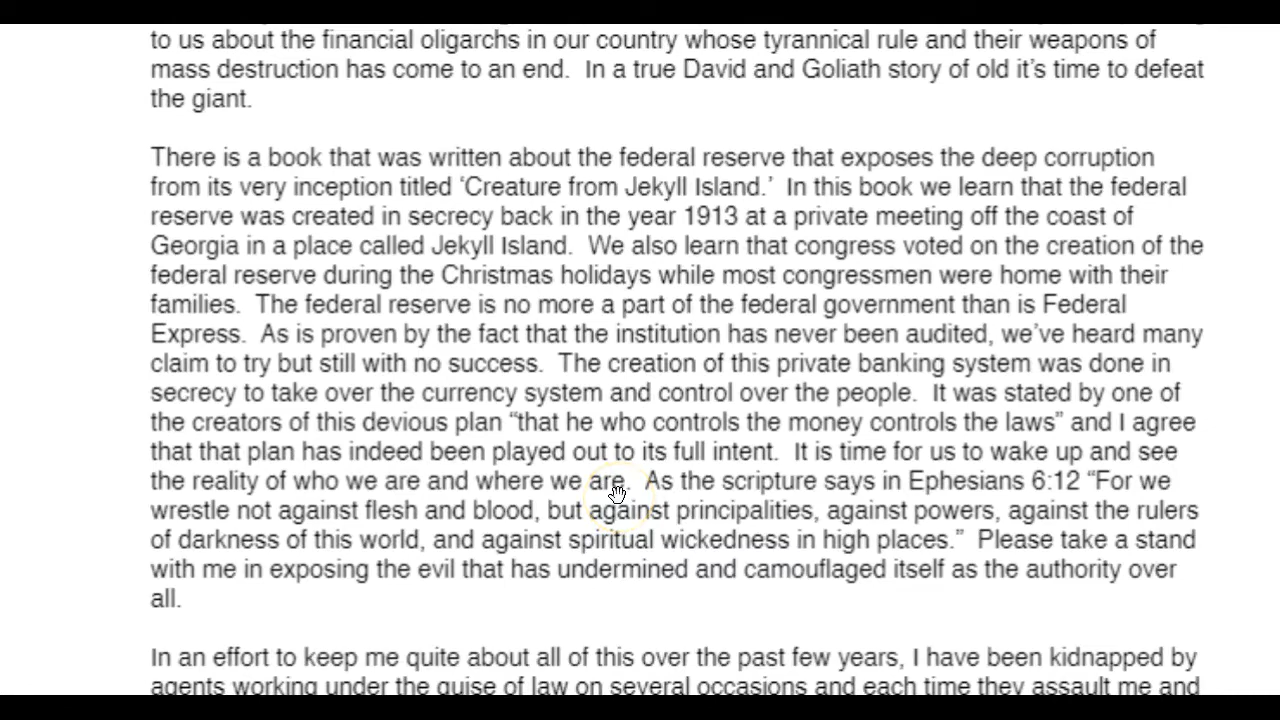 to us about the financial oligarchs in our country whose tyrannical rule and their weapons of
mass destruction has come to an end.  In a true David and Goliath story of old it's time to defeat
the giant.
There is a book that was written about the federal reserve that exposes the deep corruption
from its very inception titled ‘Creature from Jekyll Island.’  In this book we learn that the federal
reserve was created in secrecy back in the year 1913 at a private meeting off the coast of
Georgia in a place called Jekyll Island.  We also learn that congress voted on the creation of the
federal reserve during the Christmas holidays while most congressmen were home with their
families.  The federal reserve is no more a part of the federal government than is Federal
Express.  As is proven by the fact that the institution has never been audited, we've heard many
claim to try but still with no success.  The creation of this private banking system was done in
secrecy to take over the currency system and control over the people.  It was stated by one of
the creators of this devious plan “that he who controls the money controls the laws” and I agree
that that plan has indeed been played out to its full intent.  It is time for us to wake up and see
the reality of who we are and where we are.  As the scripture says in Ephesians 6:12 “For we
wrestle not against flesh and blood, but against principalities, against powers, against the rulers
of darkness of this world, and against spiritual wickedness in high places.”  Please take a stand
with me in exposing the evil that has undermined and camouflaged itself as the authority over
all.
In an effort to keep me quite about all of this over the past few years, I have been kidnapped by
agents working under the guise of law on several occasions and each time they assault me and